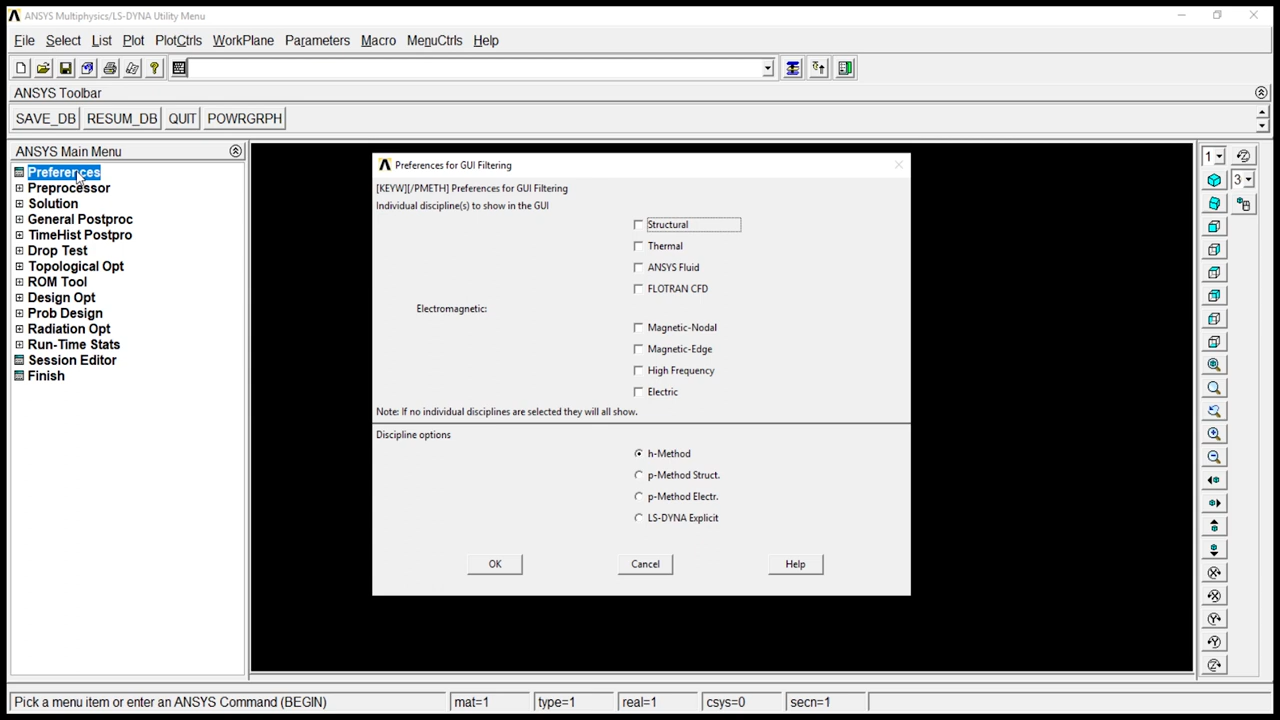 ANSYS Multiphysics/LS-DYNA Utility Menu
File Select List Plot PlotCtrls WorkPlane Parameters Macro MenuCtrls Help
ANSYS Toolbar
SAVE_DB RESUM_DB QUIT POWRGRPH
ANSYS Main Menu
Preferences
Preprocessor
Solution
General Postproc
TimeHist Postpro
Drop Test
Topological Opt
ROM Tool
Design Opt
Prob Design
Radiation Opt
Run-Time Stats
Session Editor
Finish
Preferences for GUI Filtering
[KEYW][/PMETH] Preferences for GUI Filtering
Individual discipline(s) to show in the GUI
Structural
Thermal
ANSYS Fluid
FLOTRAN CFD
Electromagnetic:
Magnetic-Nodal
Magnetic-Edge
High Frequency
Electric
Note: If no individual disciplines are selected they will all show.
Discipline options
h-Method
p-Method Struct.
p-Method Electr.
LS-DYNA Explicit
OK Cancel Help
1
3
Pick a menu item or enter an ANSYS Command (BEGIN) mat=1 type=1 real=1 csys=0 secn=1